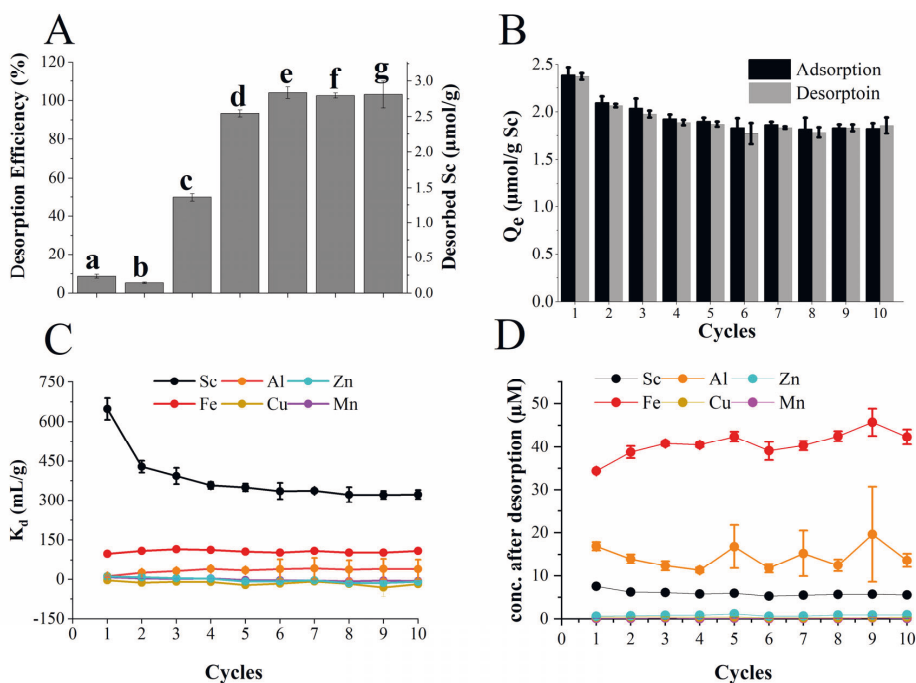 A
Desorption Efficiency (%)
120
100
80
60
40
20
0
a
b
c
d
e
f
g
3.0
2.5
2.0
1.5
1.0
0.5
0.0
Desorbed Sc (µmol/g)
B
Adsorption
Desorptoin
Qe (µmol/g Sc)
2.5
2.0
1.5
1.0
0.5
0.0
1 2 3 4 5 6 7 8 9 10
Cycles
C
Sc Al Zn
Fe Cu Mn
Kd (mL/g)
750
600
450
300
150
0
-150
0 1 2 3 4 5 6 7 8 9 10
Cycles
D
Sc Al Zn
Fe Cu Mn
conc. after desorption (µM)
50
40
30
20
10
5
0
0 1 2 3 4 5 6 7 8 9 10
Cycles